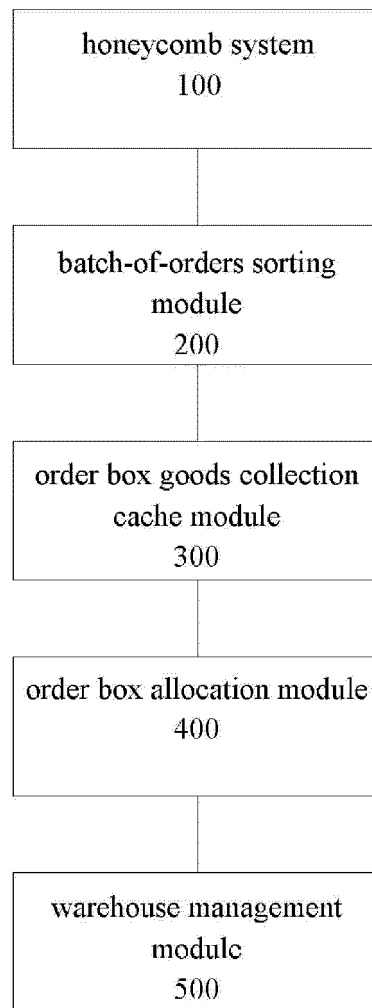 honeycomb system
100
batch-of-orders sorting
module
200
order box goods collection
cache module
300
order box allocation module
400
warehouse management
module
500